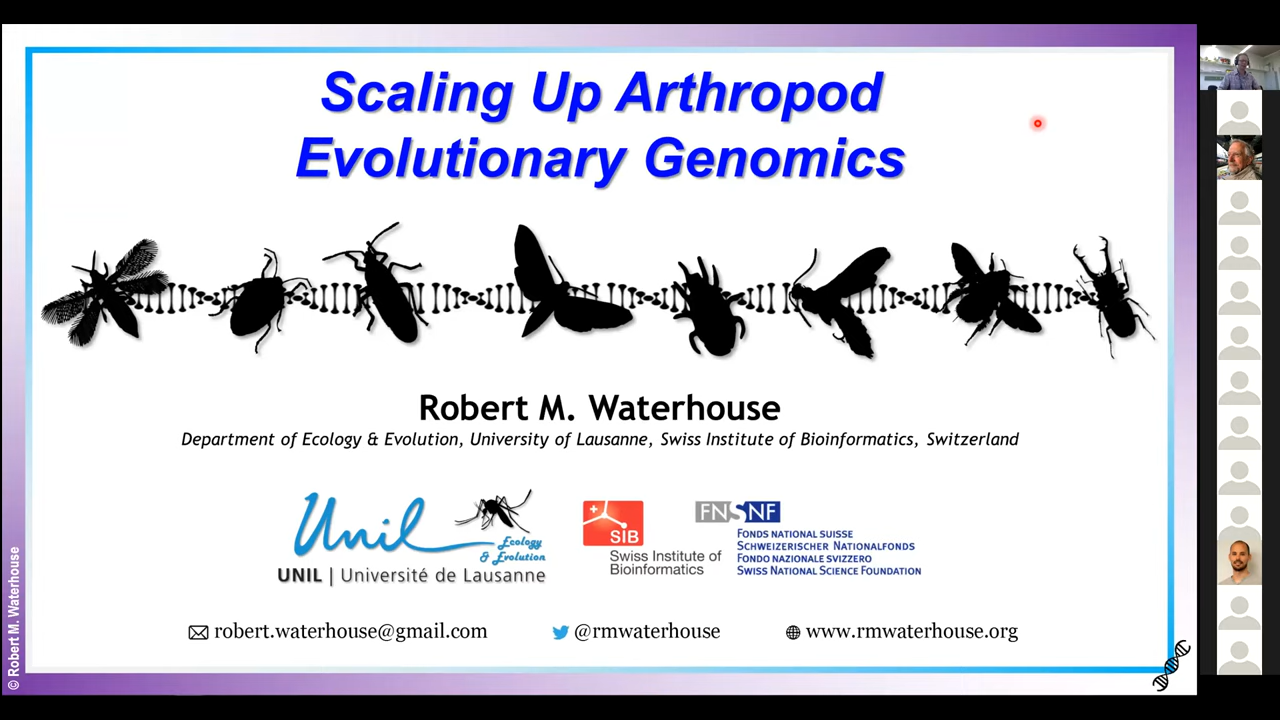 Scaling Up Arthropod
Evolutionary Genomics
Robert M. Waterhouse
Department of Ecology & Evolution, University of Lausanne, Swiss Institute of Bioinformatics, Switzerland
Unil
Ecology
& Evolution
UNIL | Université de Lausanne
SIB
Swiss Institute of
Bioinformatics
FNSNF
FONDS NATIONAL SUISSE
SCHWEIZERISCHER NATIONALFONDS
FONDO NAZIONALE SVIZZERO
SWISS NATIONAL SCIENCE FOUNDATION
robert.waterhouse@gmail.com
@rmwaterhouse
www.rmwaterhouse.org
© Robert M. Waterhouse